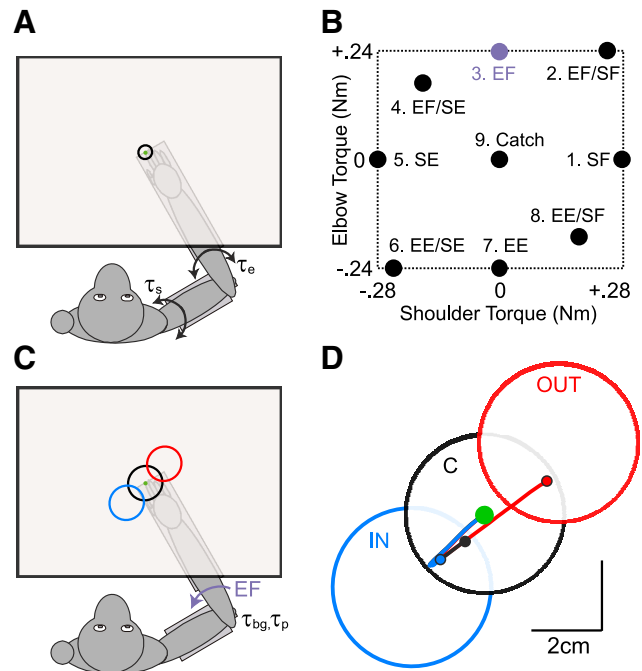 A
τe
τs
B
+.24
3. EF
2. EF/SF
4. EF/SE
9. Catch
0
5. SE
1. SF
8. EE/SF
6. EE/SE
7. EE
-.24
-.28
0
+.28
Elbow Torque (Nm)
Shoulder Torque (Nm)
C
EF
τbg,τp
D
OUT
C
IN
2cm